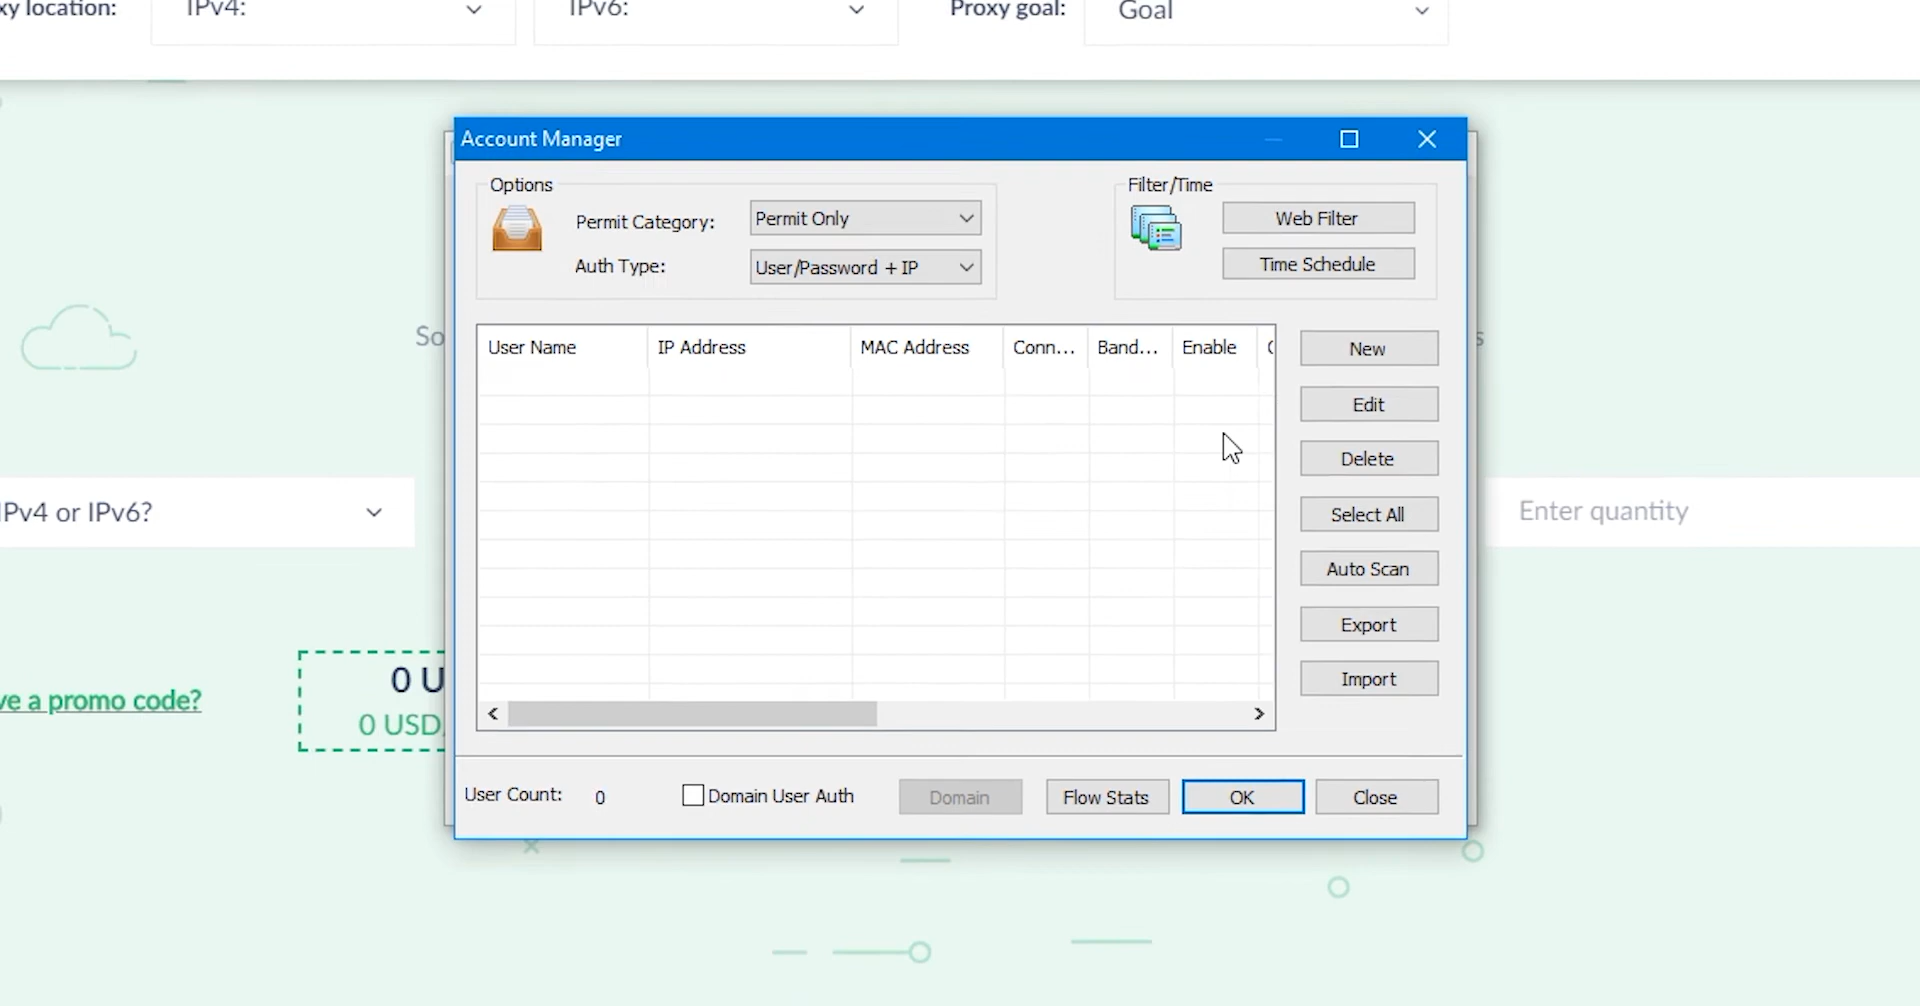 xy location:
IPv4:
IPv6:
Proxy goal:
Goal
Account Manager
Options
Permit Category:
Permit Only
Auth Type:
User/Password + IP
Filter/Time
Web Filter
Time Schedule
So
s
User Name
IP Address
MAC Address
Conn...
Band...
Enable
New
Edit
Delete
Select All
Auto Scan
Export
Import
IPv4 or IPv6?
Enter quantity
ve a promo code?
0 U
0 USD
User Count:
0
Domain User Auth
Domain
Flow Stats
OK
Close